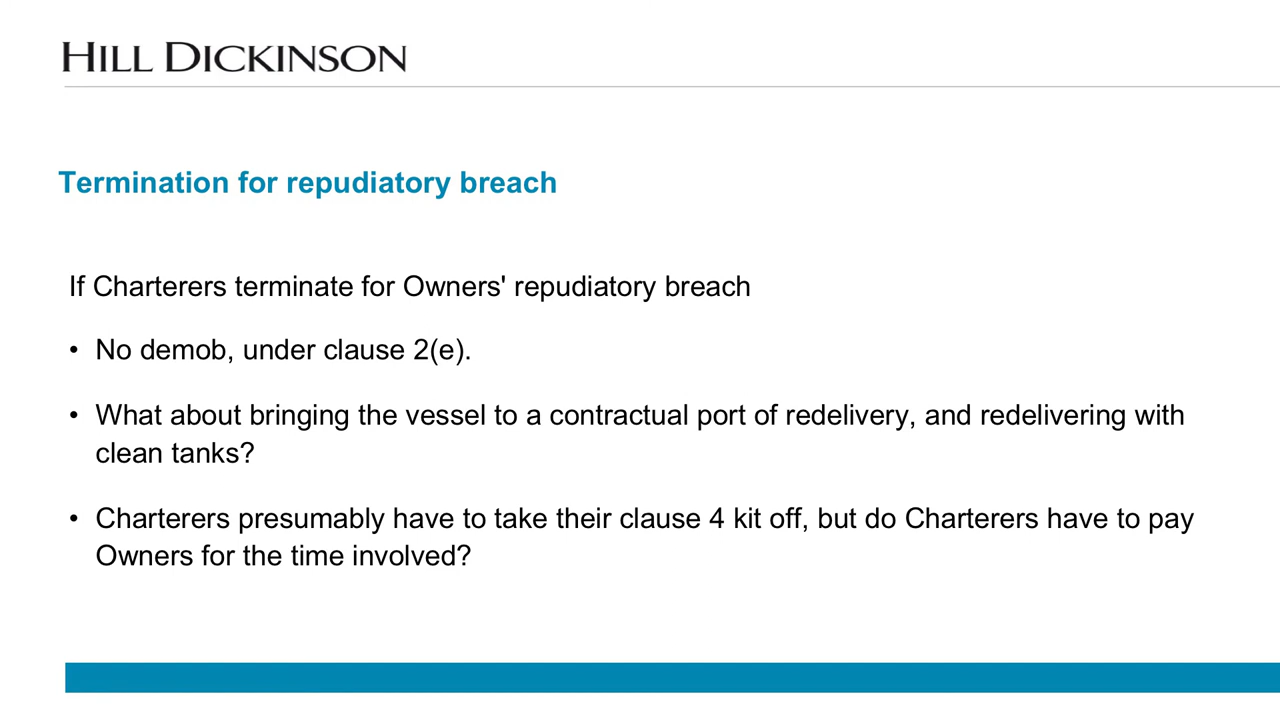 HILL DICKINSON
Termination for repudiatory breach
If Charterers terminate for Owners' repudiatory breach
• No demob, under clause 2(e).
• What about bringing the vessel to a contractual port of redelivery, and redelivering with
clean tanks?
• Charterers presumably have to take their clause 4 kit off, but do Charterers have to pay
Owners for the time involved?